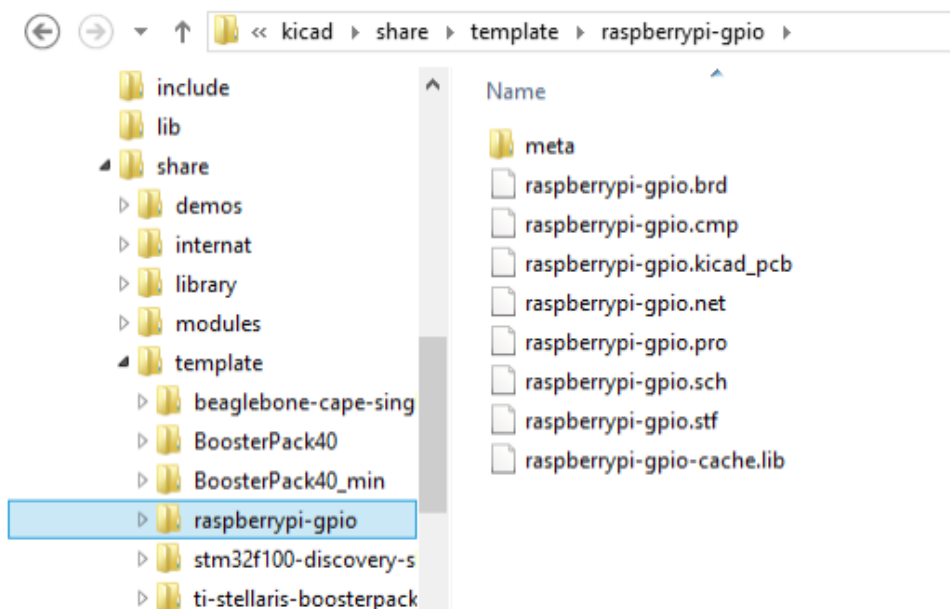 « kicad share template raspberrypi-gpio
include
lib
share
demos
internat
library
modules
template
beaglebone-cape-sing
BoosterPack40
BoosterPack40_min
raspberrypi-gpio
stm32f100-discovery-s
ti-stellaris-boosterpack
Name
meta
raspberrypi-gpio.brd
raspberrypi-gpio.cmp
raspberrypi-gpio.kicad_pcb
raspberrypi-gpio.net
raspberrypi-gpio.pro
raspberrypi-gpio.sch
raspberrypi-gpio.stf
raspberrypi-gpio-cache.lib